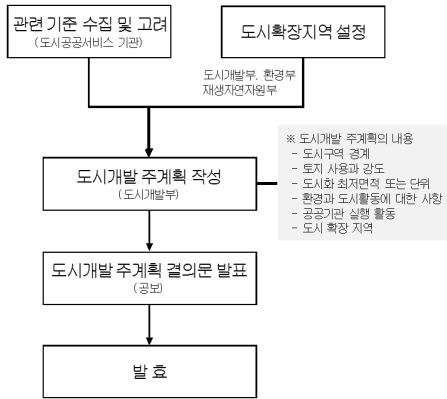 관련 기준 수집 및 고려
(도시공공서비스 기관)
도시확장지역 설정
도시개발부, 환경부
재생자연자원부
도시개발 주계획 작성
(도시개발부)
※ 도시개발 주계획의 내용
- 도시구역 경계
- 토지 사용과 강도
- 도시화 최저면적 또는 단위
- 환경과 도시활동에 대한 사항
- 공공기관 실행 활동
- 도시 확장 지역
도시개발 주계획 결의문 발표
(공보)
발 효